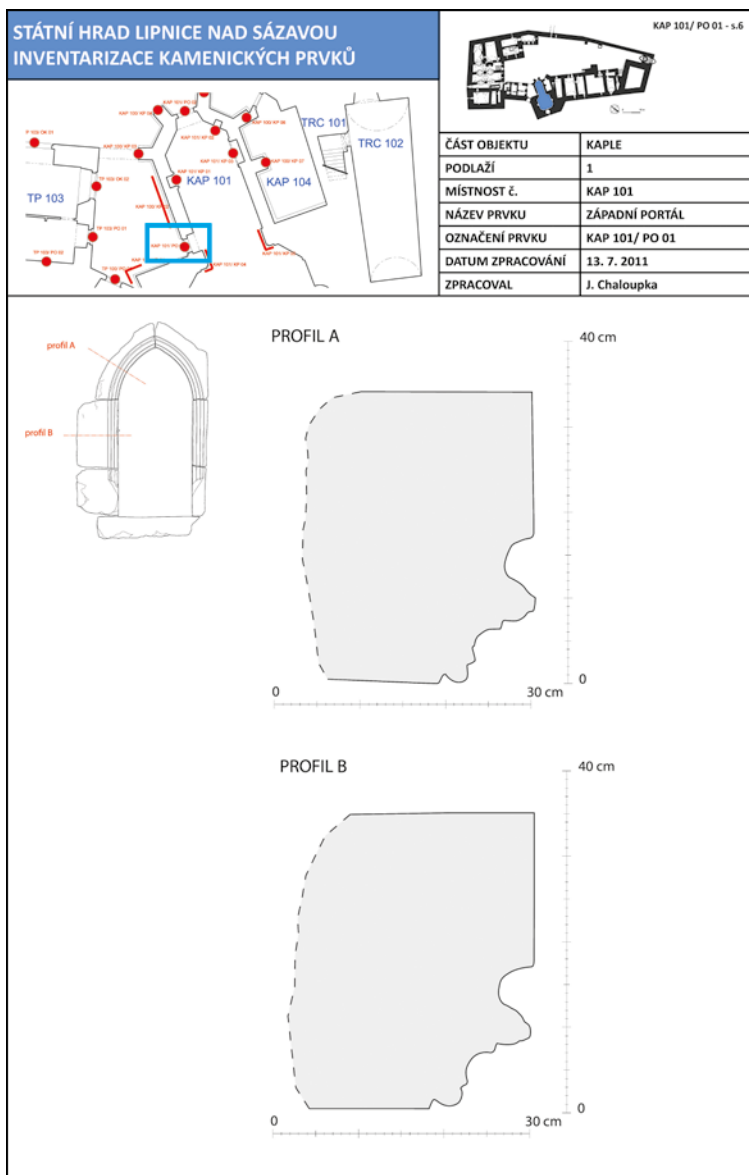 STÁTNÍ HRAD LIPNICE NAD SÁZAVOU
INVENTARIZACE KAMENICKÝCH PRVKŮ
KAP 101/ PO 01 - s.6
ČÁST OBJEKTU KAPLE
PODLAŽÍ 1
MÍSTNOST č. KAP 101
NÁZEV PRVKU ZÁPADNÍ PORTÁL
OZNAČENÍ PRVKU KAP 101/ PO 01
DATUM ZPRACOVÁNÍ 13. 7. 2011
ZPRACOVAL J. Chaloupka
TRC 101
TRC 102
KAP 101
KAP 104
TP 103
profil A
profil B
PROFIL A
40 cm
0
0
30 cm
PROFIL B
40 cm
0
0
30 cm